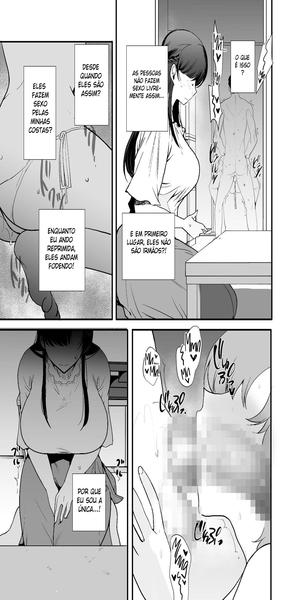 O QUE
É ISSO
?
AS PESSOAS
NÃO FAZEM
SEXO LIVRE-
MENTE ASSIM...
E EM PRIMEIRO
LUGAR, ELES NÃO
SÃO IRMÃOS?!
DESDE
QUANDO
ELES SÃO
ASSIM?
ELES
FAZEM
SEXO
PELAS
MINHAS
COSTAS?
ENQUANTO
EU ANDO
REPRIMIDA,
ELES ANDAM
FODENDO!
POR QUE
EU SOU A
ÚNICA...!